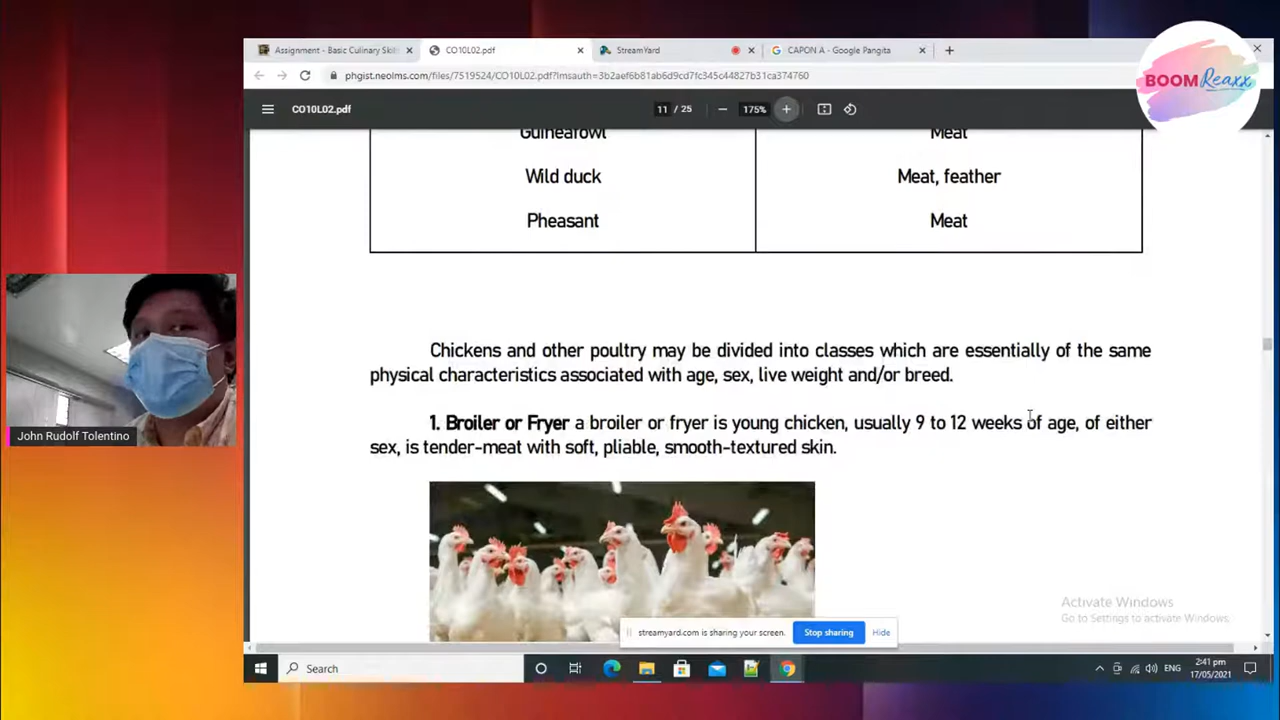 Assignment - Basic Culinary Skil
CO10L02.pdf
StreamYard
CAPON A - Google Pangita
BOOM Reaxx
phgist.neolms.com/files/7519524/CO10L02.pdf?lmsauth=3b2aef6b81ab6d9cd7fc345c44827b31ca374760
CO10L02.pdf
11 / 25
175%
Guineafowl
Meat
Wild duck
Meat, feather
Pheasant
Meat
Chickens and other poultry may be divided into classes which are essentially of the same
physical characteristics associated with age, sex, live weight and/or breed.
1. Broiler or Fryer a broiler or fryer is young chicken, usually 9 to 12 weeks of age, of either
sex, is tender-meat with soft, pliable, smooth-textured skin.
John Rudolf Tolentino
Activate Windows
Go to Settings to activate Windows.
streamyard.com is sharing your screen.
Stop sharing
Hide
Search
ENG
2:41 pm
17/05/2021